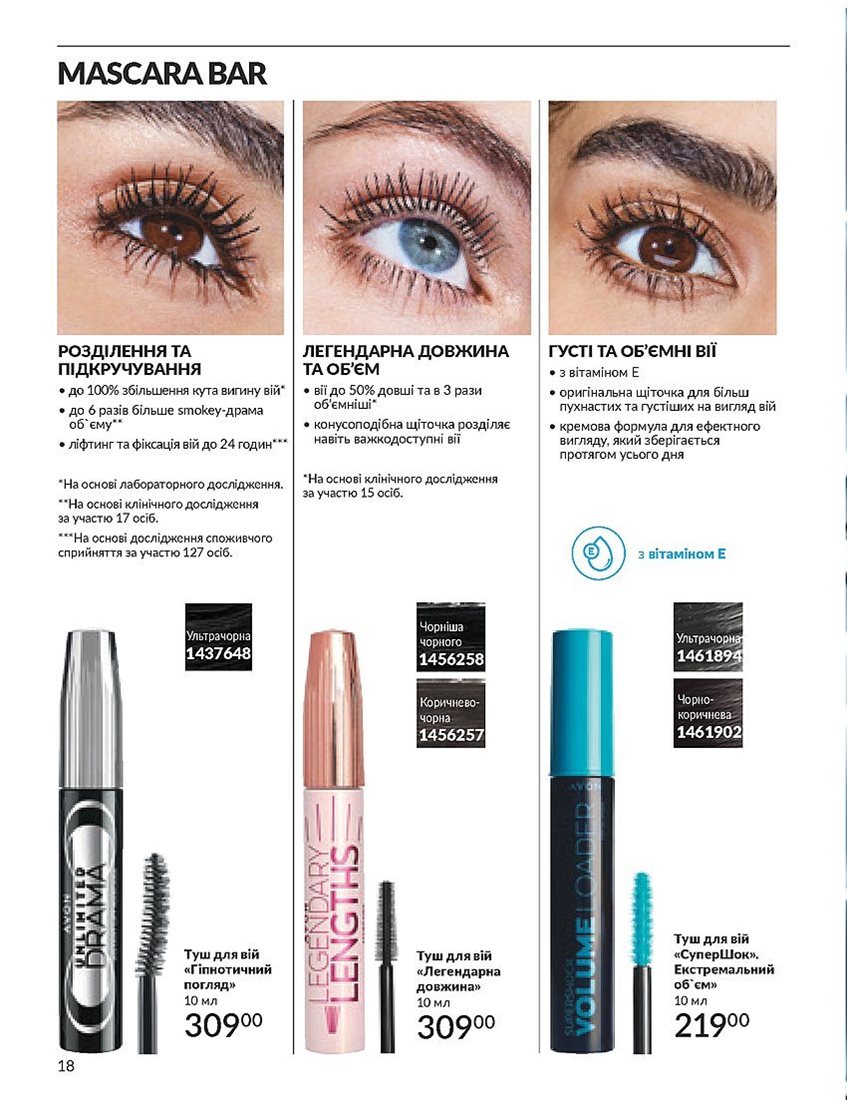 MASCARA BAR
РОЗДІЛЕННЯ ТА
ПІДКРУЧУВАННЯ
• до 100% збільшення кута вигину вій*
• до 6 разів більше smokey-драма
об`єму**
• ліфтинг та фіксація вій до 24 годин***
*На основі лабораторного дослідження.
**На основі клінічного дослідження
за участю 17 осіб.
***На основі дослідження споживчого
сприйняття за участю 127 осіб.
ЛЕГЕНДАРНА ДОВЖИНА
ТА ОБ’ЄМ
• вії до 50% довші та в 3 рази
об’ємніші*
• конусоподібна щіточка розділяє
навіть важкодоступні вії
*На основі клінічного дослідження
за участю 15 осіб.
ГУСТІ ТА ОБ’ЄМНІ ВІЇ
• з вітаміном Е
• оригінальна щіточка для більш
пухнастих та густіших на вигляд вій
• кремова формула для ефектного
вигляду, який зберігається
протягом усього дня
E
з вітаміном Е
Ультрачорна
1437648
Чорніша
чорного
1456258
Коричнево-
чорна
1456257
Ультрачорна
1461894
Чорно-
коричнева
1461902
AVON
UNLIMITED
DRAMA
Туш для вій
«Гіпнотичний
погляд»
10 мл
30900
AVON
LEGENDARY
LENGTHS
Туш для вій
«Легендарна
довжина»
10 мл
30900
AVON
SUPERSHOCK
VOLUME LOADER
Туш для вій
«СуперШок».
Екстремальний
об`єм»
10 мл
21900
18